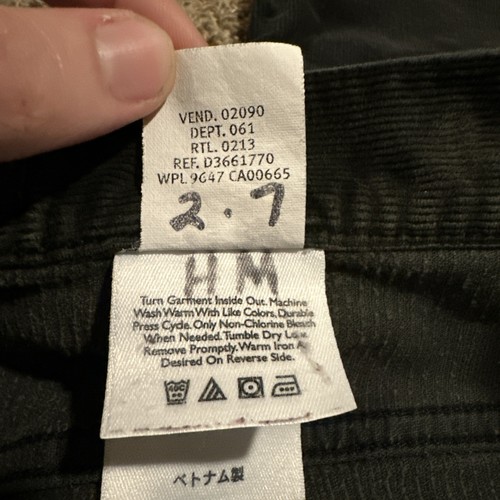 VEND. 02090
DEPT. 061
RTL. 0213
REF. D3661770
WPL 9647 CA00665
2.7
HM
Turn Garment Inside Out. Machine
Wash Warm With Like Colors, Durable
Press Cycle. Only Non-Chlorine Bleach
When Needed. Tumble Dry Low.
Remove Promptly. Warm Iron As
Desired On Reverse Side.
40C
ベトナム製